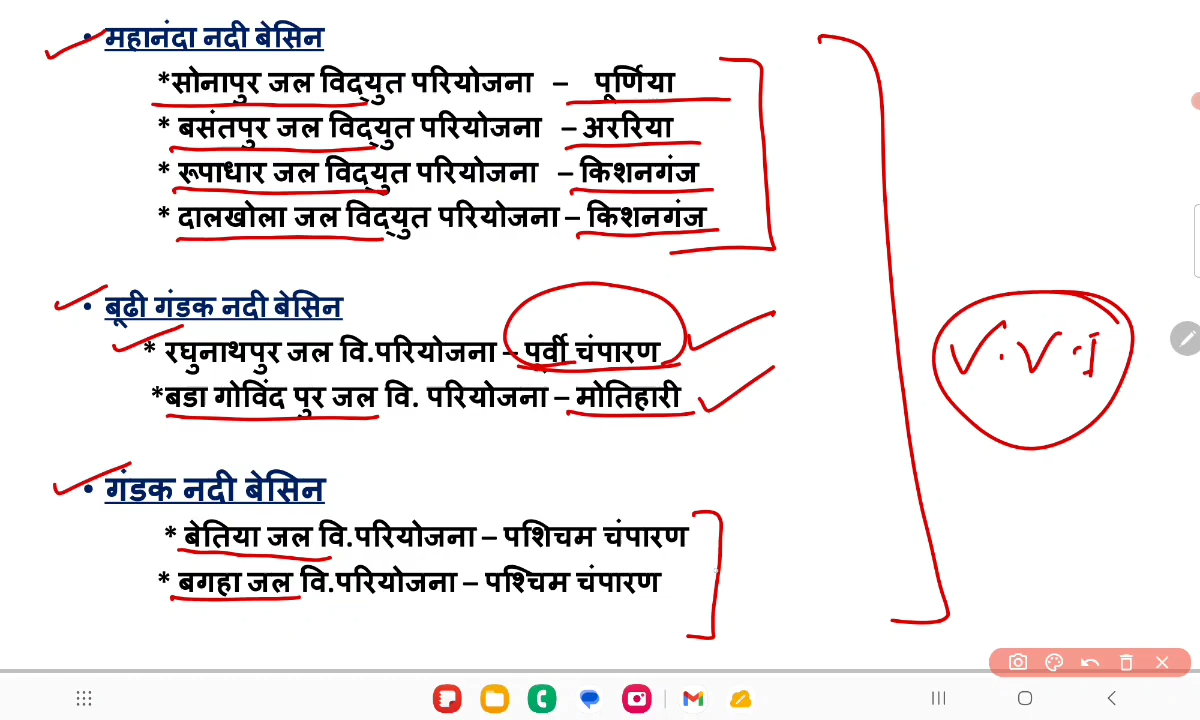 • महानंदा नदी बेसिन
*सोनापुर जल विद्युत परियोजना – पूर्णिया
* बसंतपुर जल विद्युत परियोजना – अररिया
* रूपाधार जल विद्युत परियोजना – किशनगंज
* दालखोला जल विद्युत परियोजना – किशनगंज
• बूढी गंडक नदी बेसिन
* रघुनाथपुर जल वि.परियोजना – पूर्वी चंपारण
*बडा गोविंद पुर जल वि. परियोजना – मोतिहारी
V.V.I
• गंडक नदी बेसिन
* बेतिया जल वि.परियोजना – पशिचम चंपारण
* बगहा जल वि.परियोजना – पश्चिम चंपारण